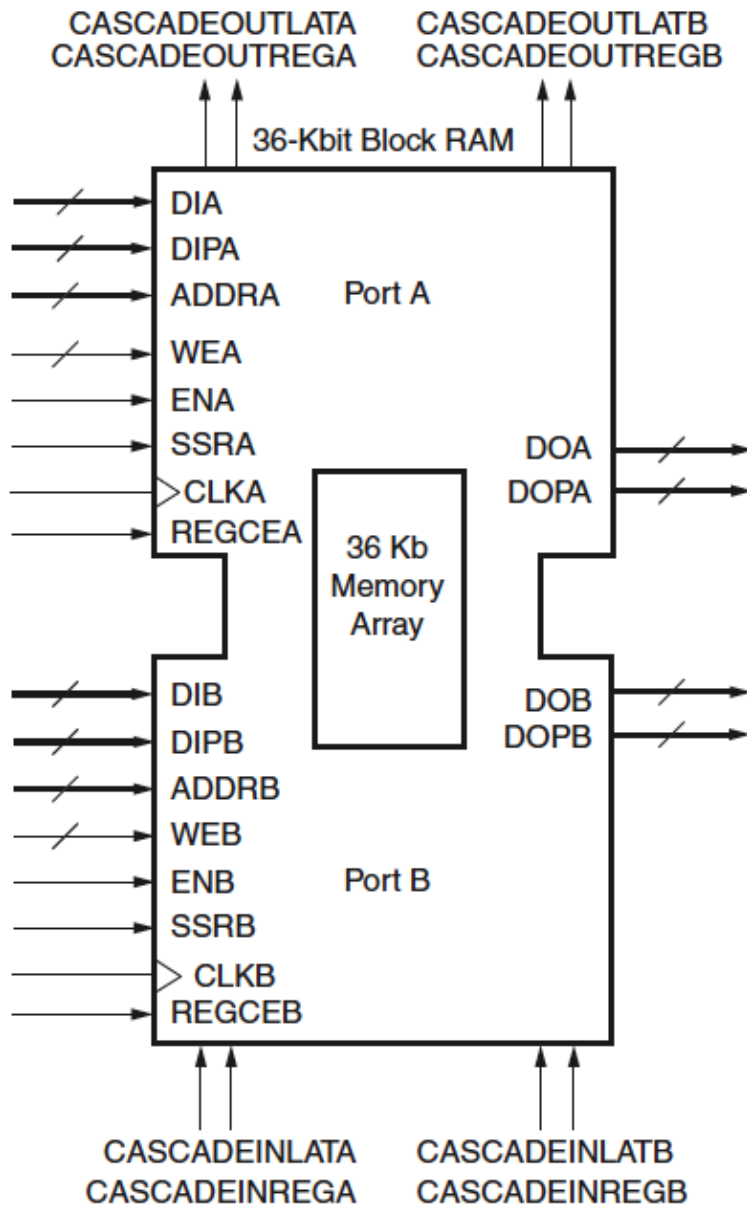 CASCADEOUTLATA CASCADEOUTLATB
CASCADEOUTREGA CASCADEOUTREGB
36-Kbit Block RAM
DIA
DIPA
ADDRA
Port A
WEA
ENA
SSRA
DOA
CLKA
DOPA
REGCEA
36 Kb
Memory
Array
DIB
DOB
DIPB
DOPB
ADDRB
WEB
ENB
Port B
SSRB
CLKB
REGCEB
CASCADEINLATA CASCADEINLATB
CASCADEINREGA CASCADEINREGB